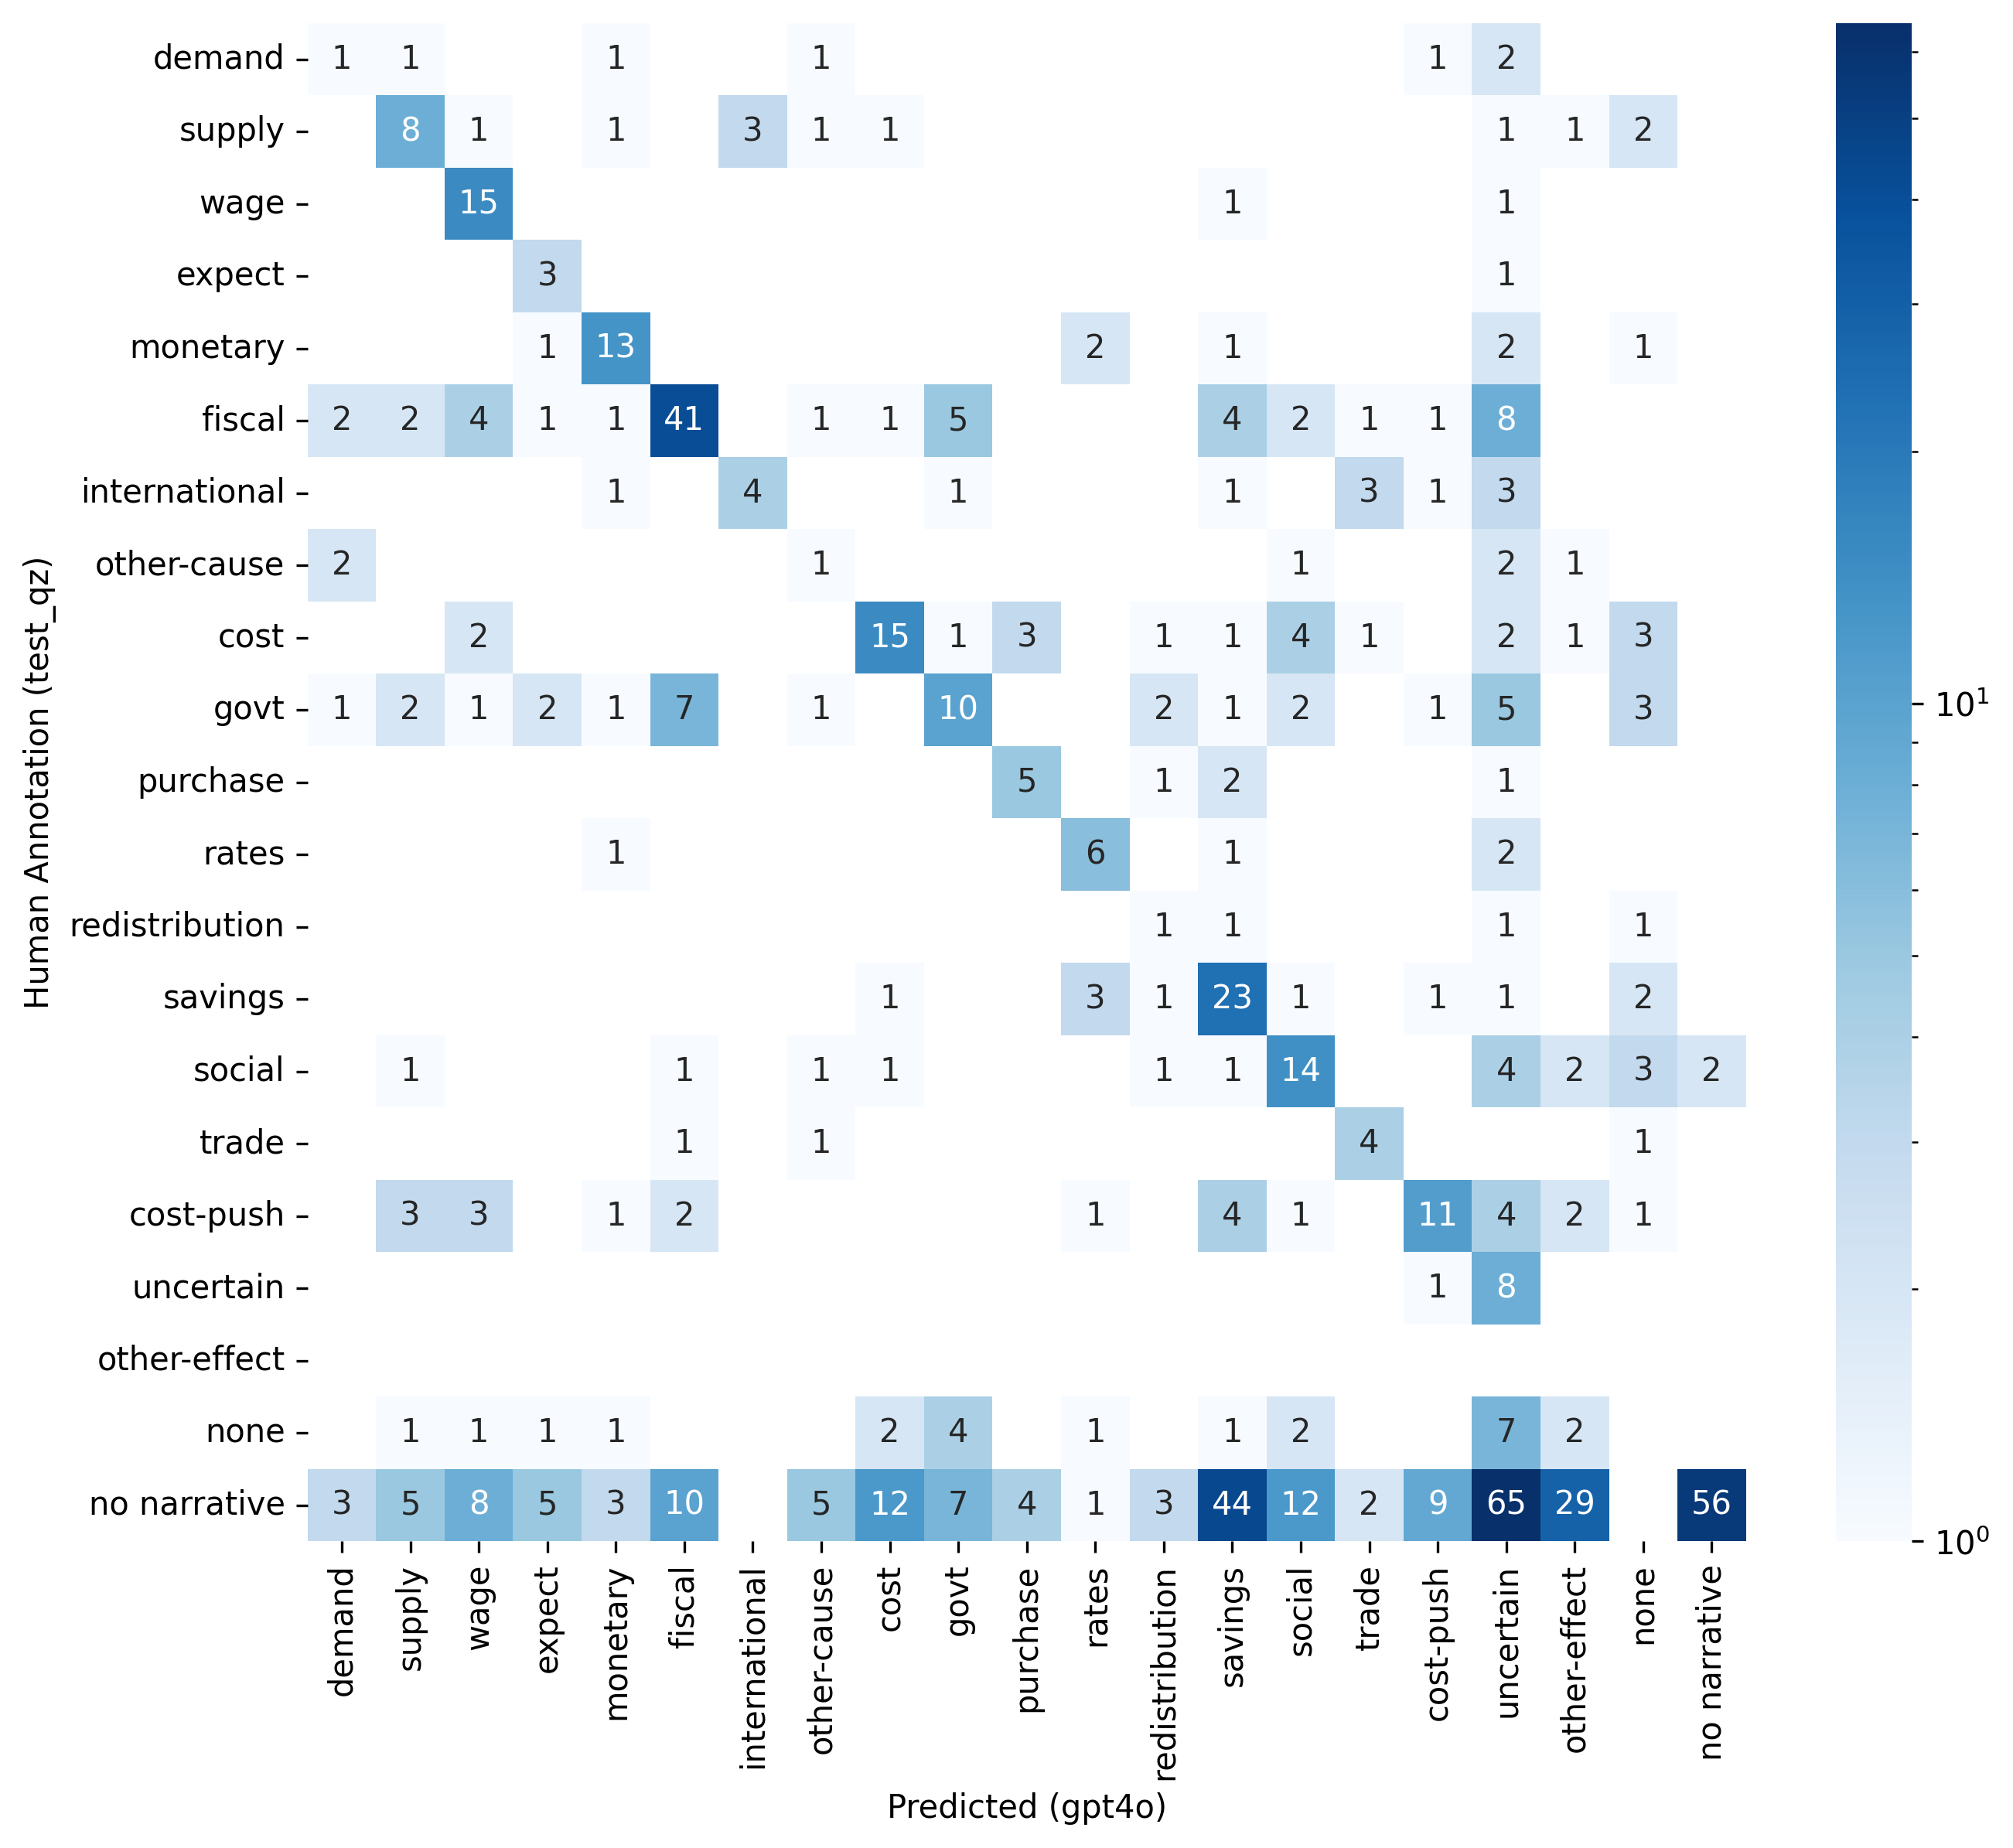 Human Annotation (test_qz)
demand 1 1 1 1 1 2
supply 8 1 1 3 1 1 1 1 2
wage 15 1 1
expect 3 1
monetary 1 13 2 1 2 1
fiscal 2 2 4 1 1 41 1 1 5 4 2 1 1 8
international 1 4 1 1 3 1 3
other-cause 2 1 1 2 1
cost 2 15 1 3 1 1 4 1 2 1 3
govt 1 2 1 2 1 7 1 10 2 1 2 1 5 3
purchase 5 1 2 1
rates 1 6 1 2
redistribution 1 1 1 1
savings 1 3 1 23 1 1 1 2
social 1 1 1 1 1 1 14 4 2 3 2
trade 1 1 4 1
cost-push 3 3 1 2 1 4 1 11 4 2 1
uncertain 1 8
other-effect
none 1 1 1 1 2 4 1 1 2 7 2
no narrative 3 5 8 5 3 10 5 12 7 4 1 3 44 12 2 9 65 29 56
demand supply wage expect monetary fiscal international other-cause cost govt purchase rates redistribution savings social trade cost-push uncertain other-effect none no narrative
Predicted (gpt4o)
10¹
10⁰